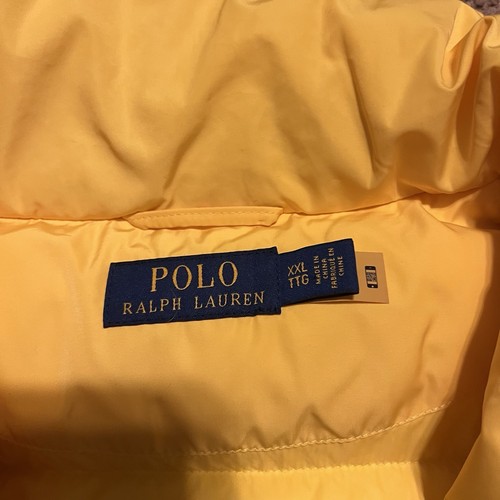 POLO
RALPH LAUREN
XXL
TTG
MADE IN
CHINA
FABRIQUÉ EN
CHINE